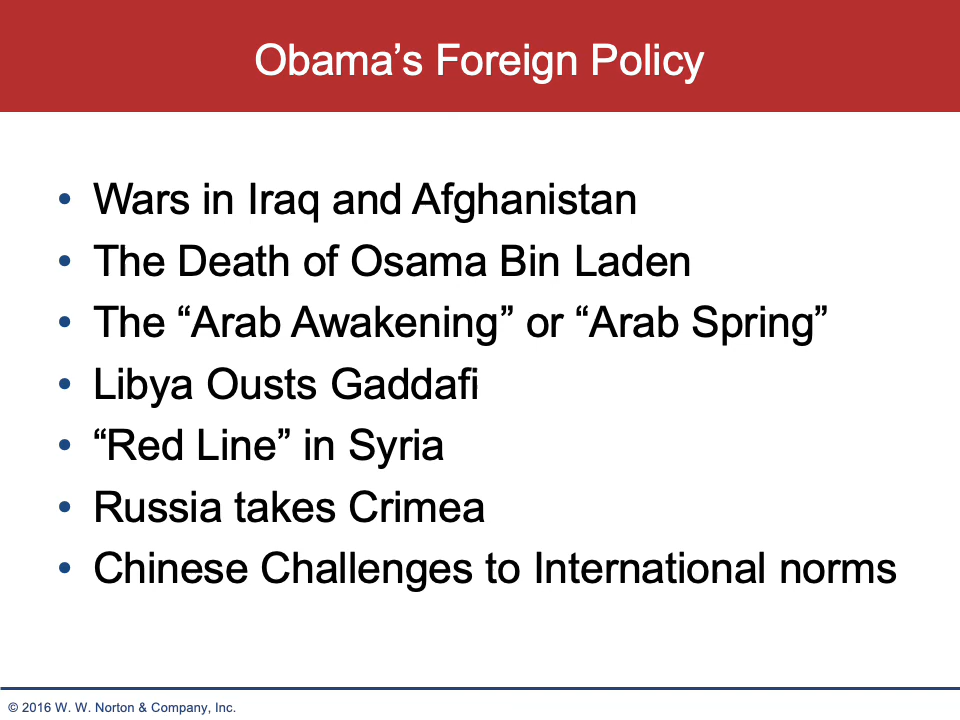 Obama’s Foreign Policy
• Wars in Iraq and Afghanistan
• The Death of Osama Bin Laden
• The “Arab Awakening” or “Arab Spring”
• Libya Ousts Gaddafi
• “Red Line” in Syria
• Russia takes Crimea
• Chinese Challenges to International norms
© 2016 W. W. Norton & Company, Inc.